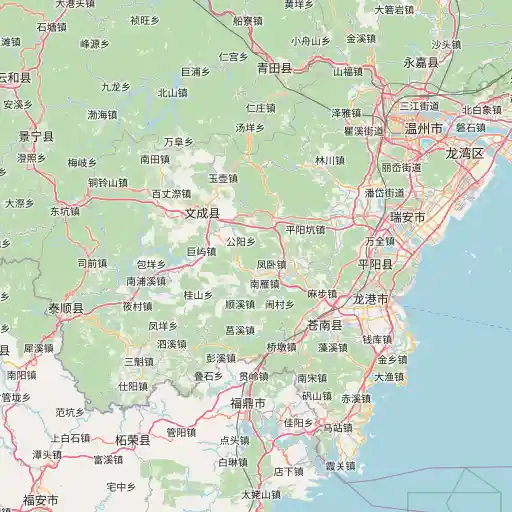 大港头镇
黄垟乡
大箬岩镇
石塘镇
祯旺乡
船寮镇
滩镇
峰源乡
小舟山乡
金溪镇
沙头镇
仁宫乡
青田县
山福镇
永嘉县
云和县
巨浦乡
九龙乡
北山镇
安溪乡
渤海镇
仁庄镇
泽雅镇
三江街道
北白象镇
汤垟乡
瞿溪街道
温州市
磐石镇
景宁县
万阜乡
龙湾区
澄照乡
梅岐乡
南田镇
林川镇
丽岙街道
铜铃山镇
玉壶镇
百丈漈镇
潘岱街道
大漈乡
东坑镇
文成县
瑞安市
平阳坑镇
公阳乡
万全镇
巨屿镇
司前镇
包垟乡
凤卧镇
平阳县
南浦溪镇
南雁镇
桂山乡
麻步镇
龙港市
泰顺县
筱村镇
顺溪镇
闹村乡
凤垟乡
莒溪镇
苍南县
钱库镇
泗溪镇
桥墩镇
藻溪镇
县
犀溪镇
彭溪镇
金乡镇
三魁镇
南阳镇
叠石乡
贯岭镇
南宋镇
大渔镇
仕阳镇
管垅乡
矾山镇
赤溪镇
福鼎市
范坑乡
佳阳乡
马站镇
上白石镇
柘荣县
管阳镇
点头镇
潭头镇
富溪镇
白琳镇
店下镇
霞关镇
宅中乡
福安市
太姥山镇